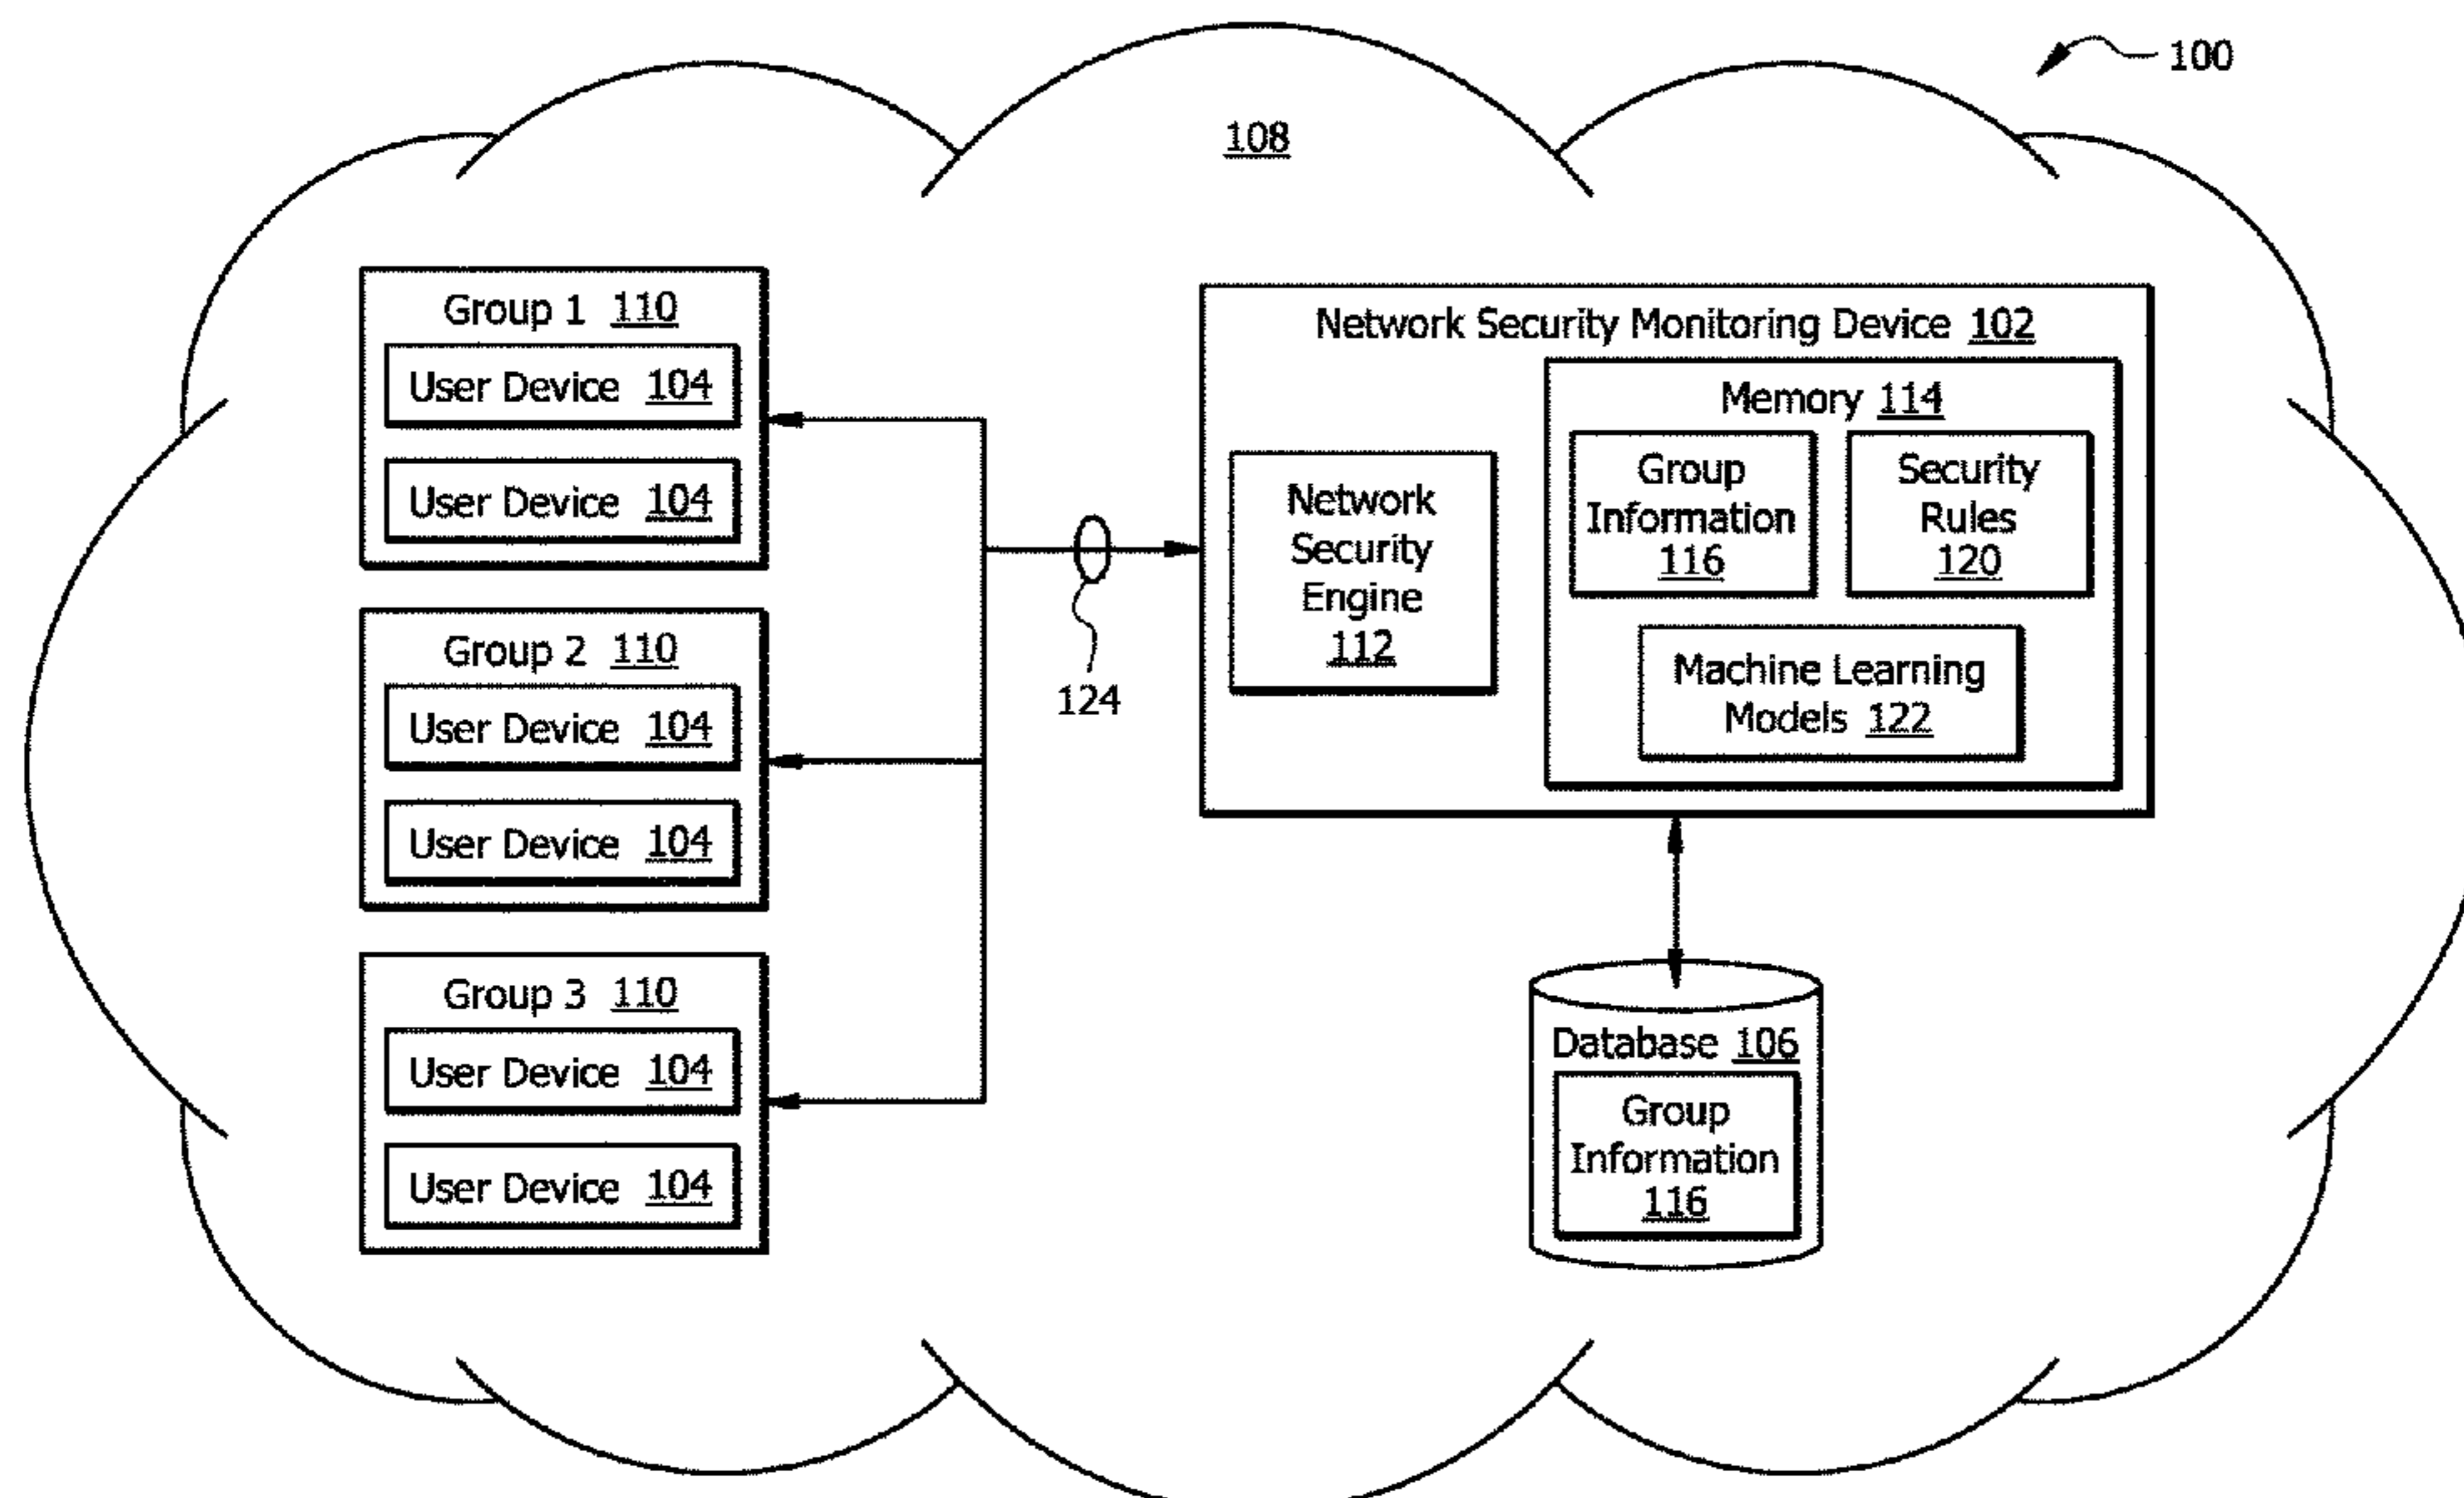 100
108
Group 1 110
User Device 104
User Device 104
Group 2 110
User Device 104
User Device 104
Group 3 110
User Device 104
User Device 104
124
Network Security Monitoring Device 102
Network
Security
Engine
112
Memory 114
Group
Information
116
Security
Rules
120
Machine Learning
Models 122
Database 106
Group
Information
116